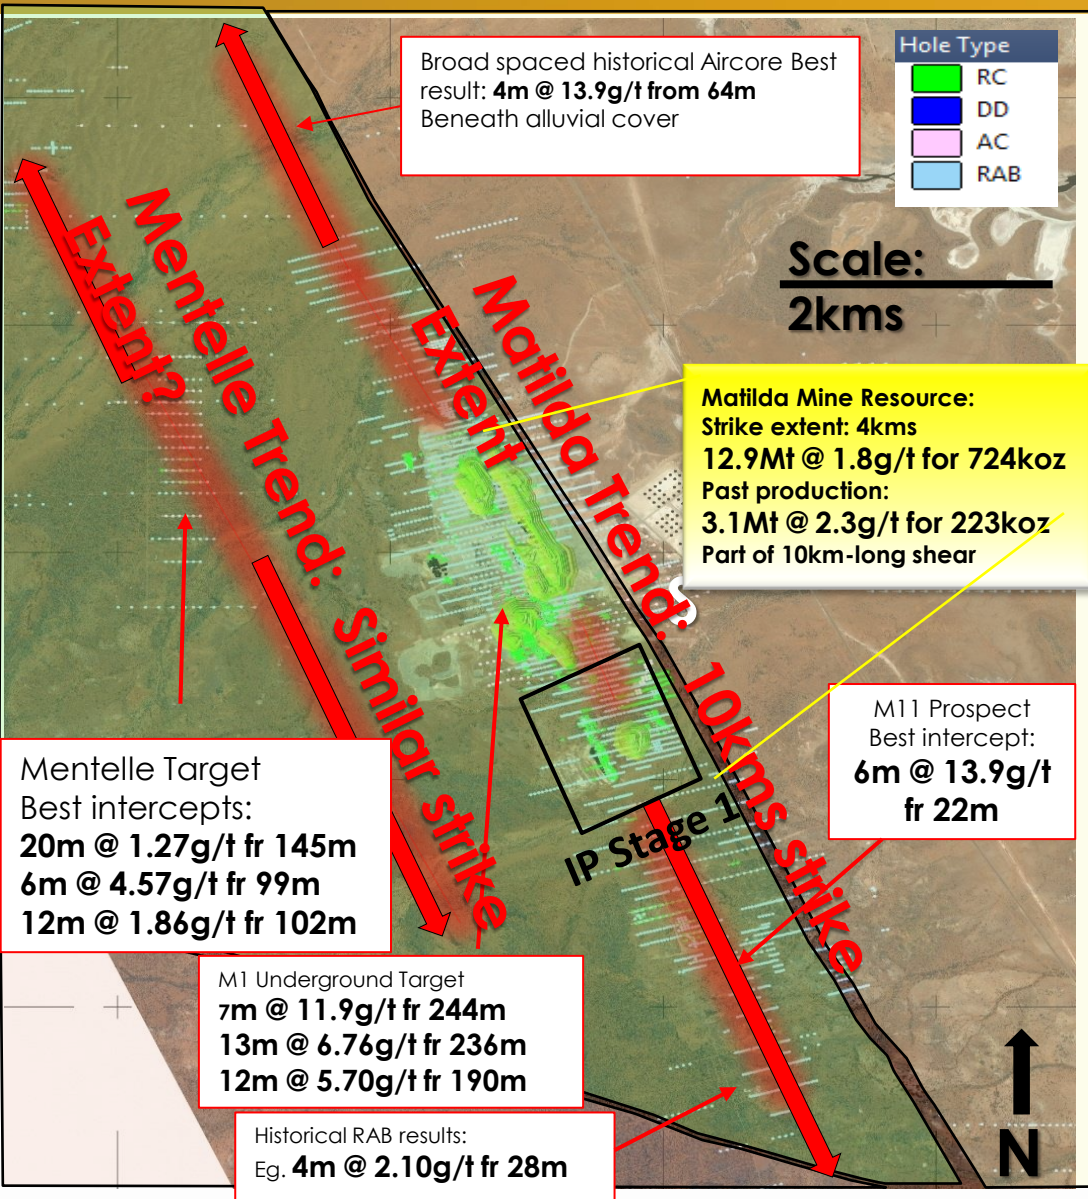 Broad spaced historical Aircore Best
result: 4m @ 13.9g/t from 64m
Beneath alluvial cover
Hole Type
RC
DD
AC
RAB
Scale:
2kms
Mentelle Trend: Similar strike
Extent?
Matilda Trend: 10kms strike
Extent
Matilda Mine Resource:
Strike extent: 4kms
12.9Mt @ 1.8g/t for 724koz
Past production:
3.1Mt @ 2.3g/t for 223koz
Part of 10km-long shear
M11 Prospect
Best intercept:
6m @ 13.9g/t
fr 22m
IP Stage 1
Mentelle Target
Best intercepts:
20m @ 1.27g/t fr 145m
6m @ 4.57g/t fr 99m
12m @ 1.86g/t fr 102m
M1 Underground Target
7m @ 11.9g/t fr 244m
13m @ 6.76g/t fr 236m
12m @ 5.70g/t fr 190m
Historical RAB results:
Eg. 4m @ 2.10g/t fr 28m
N